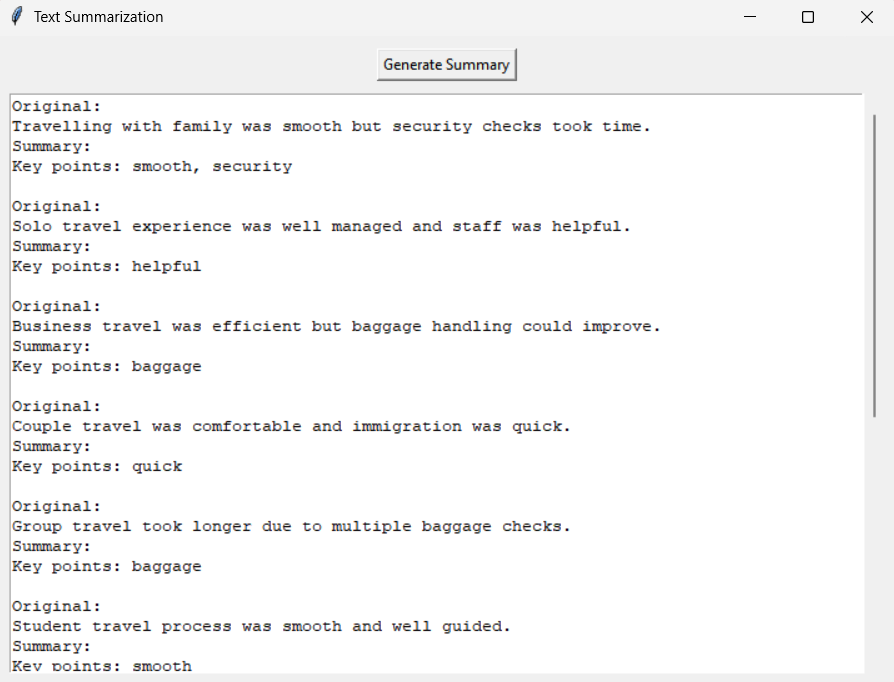 Text Summarization
Generate Summary
Original:
Travelling with family was smooth but security checks took time.
Summary:
Key points: smooth, security
Original:
Solo travel experience was well managed and staff was helpful.
Summary:
Key points: helpful
Original:
Business travel was efficient but baggage handling could improve.
Summary:
Key points: baggage
Original:
Couple travel was comfortable and immigration was quick.
Summary:
Key points: quick
Original:
Group travel took longer due to multiple baggage checks.
Summary:
Key points: baggage
Original:
Student travel process was smooth and well guided.
Summary:
Key points: smooth